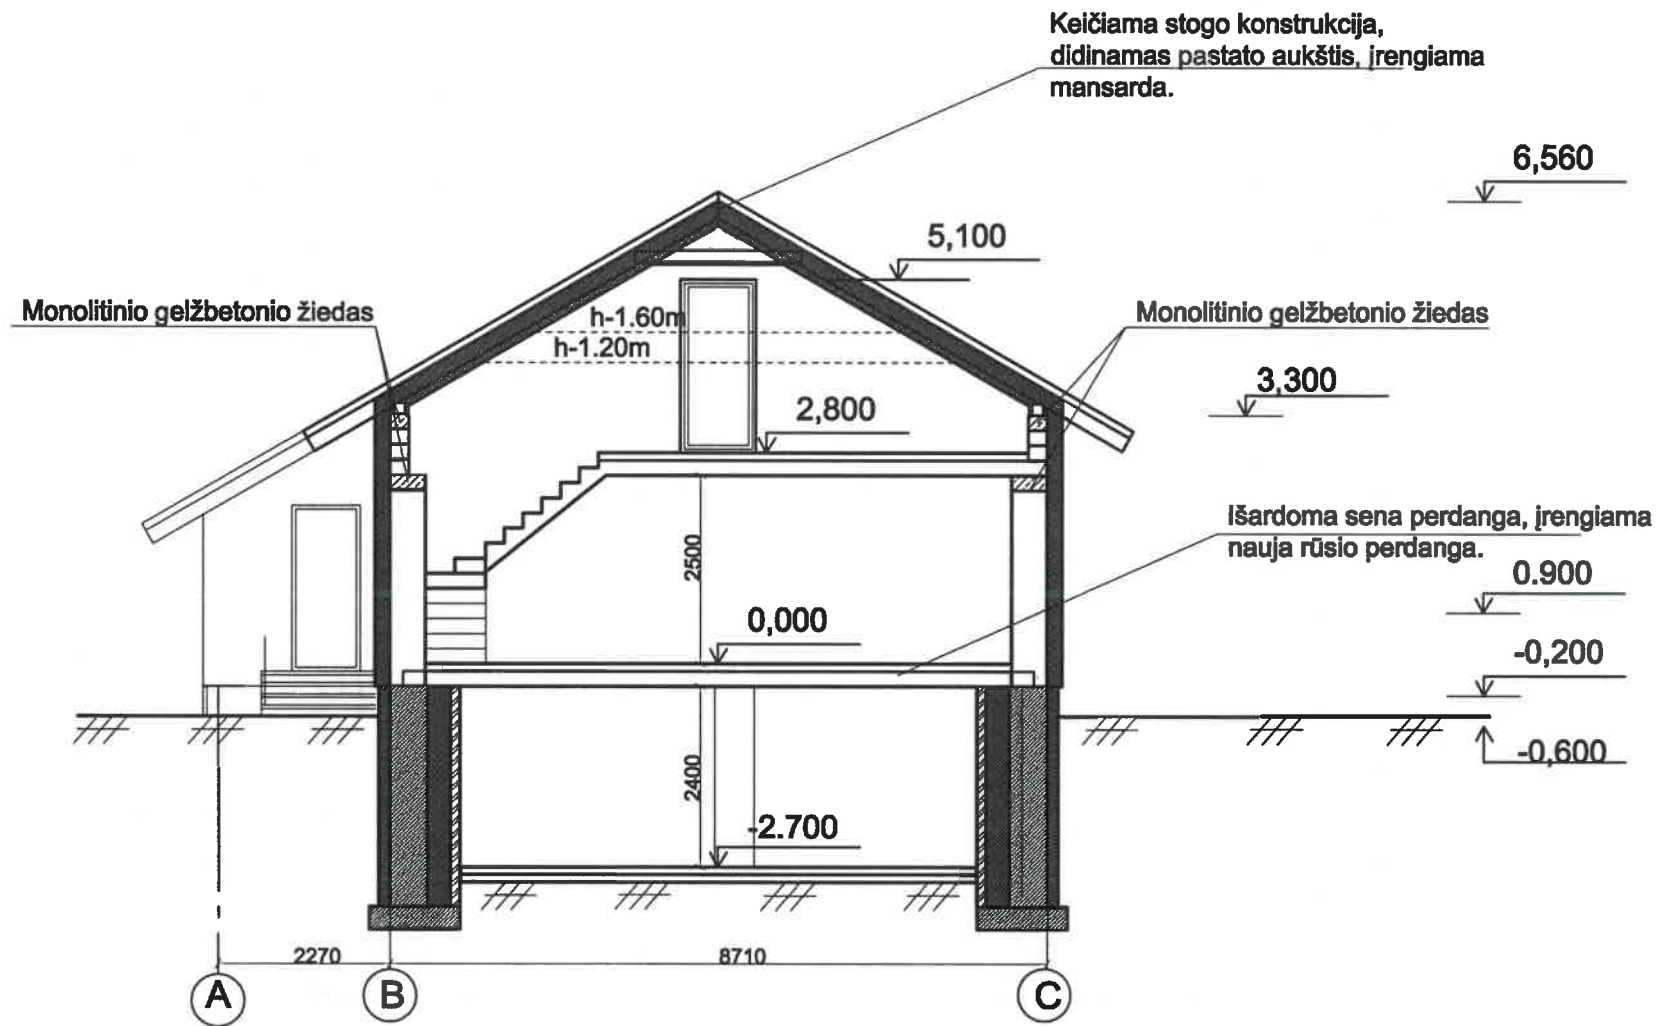 Keičiama stogo konstrukcija,
didinamas pastato aukštis, įrengiama
mansarda.
6,560
5,100
Monolitinio gelžbetonio žiedas
h-1.60m
Monolitinio gelžbetonio žiedas
h-1.20m
3,300
2,800
Išardoma sena perdanga, įrengiama
nauja rūsio perdanga.
2500
0.900
0,000
-0,200
-0,600
2400
-2.700
2270
8710
A
B
C